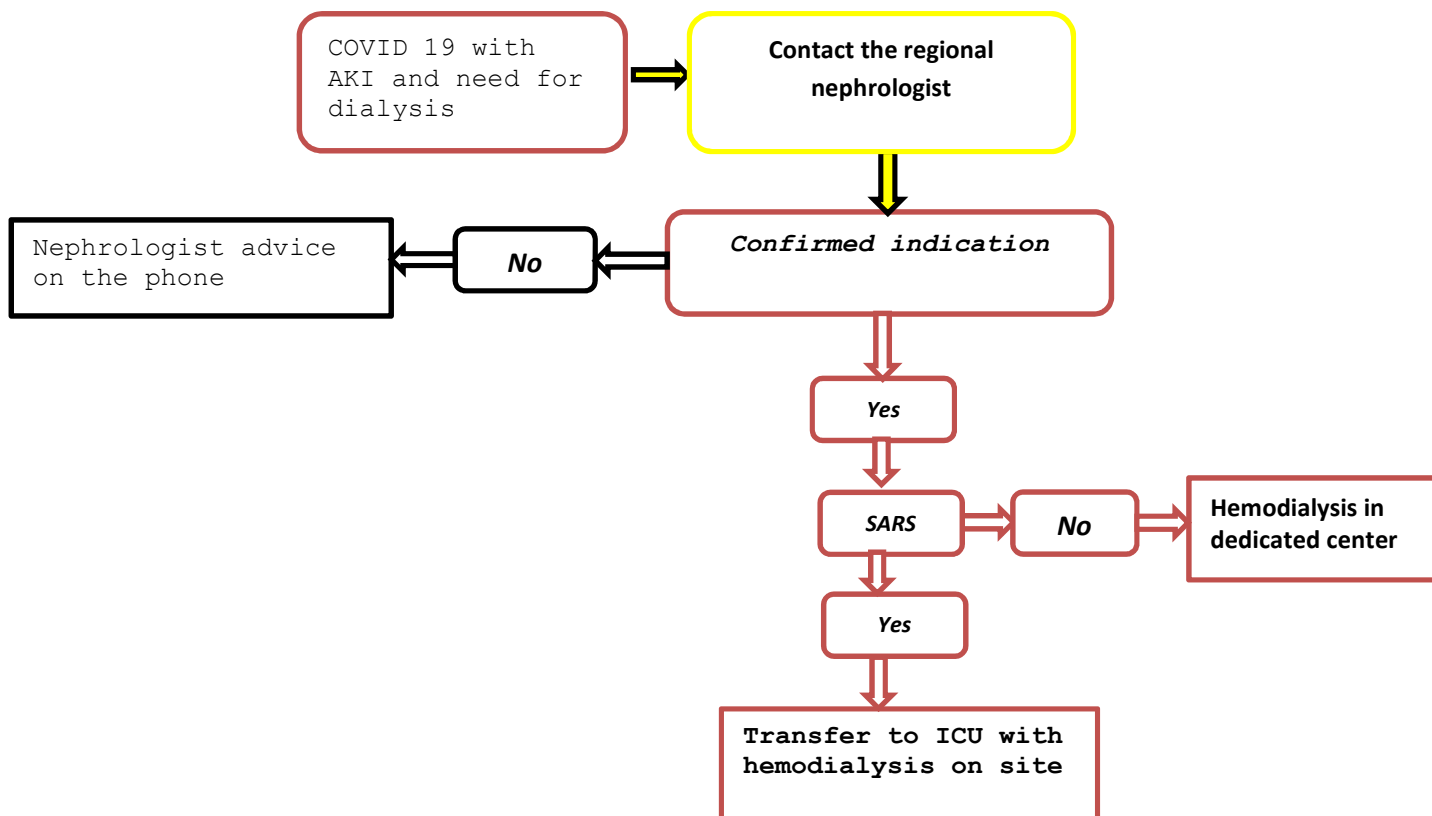 COVID 19 with
AKI and need for
dialysis
Contact the regional
nephrologist
Confirmed indication
No
Nephrologist advice
on the phone
Yes
SARS
No
Hemodialysis in
dedicated center
Yes
Transfer to ICU with
hemodialysis on site